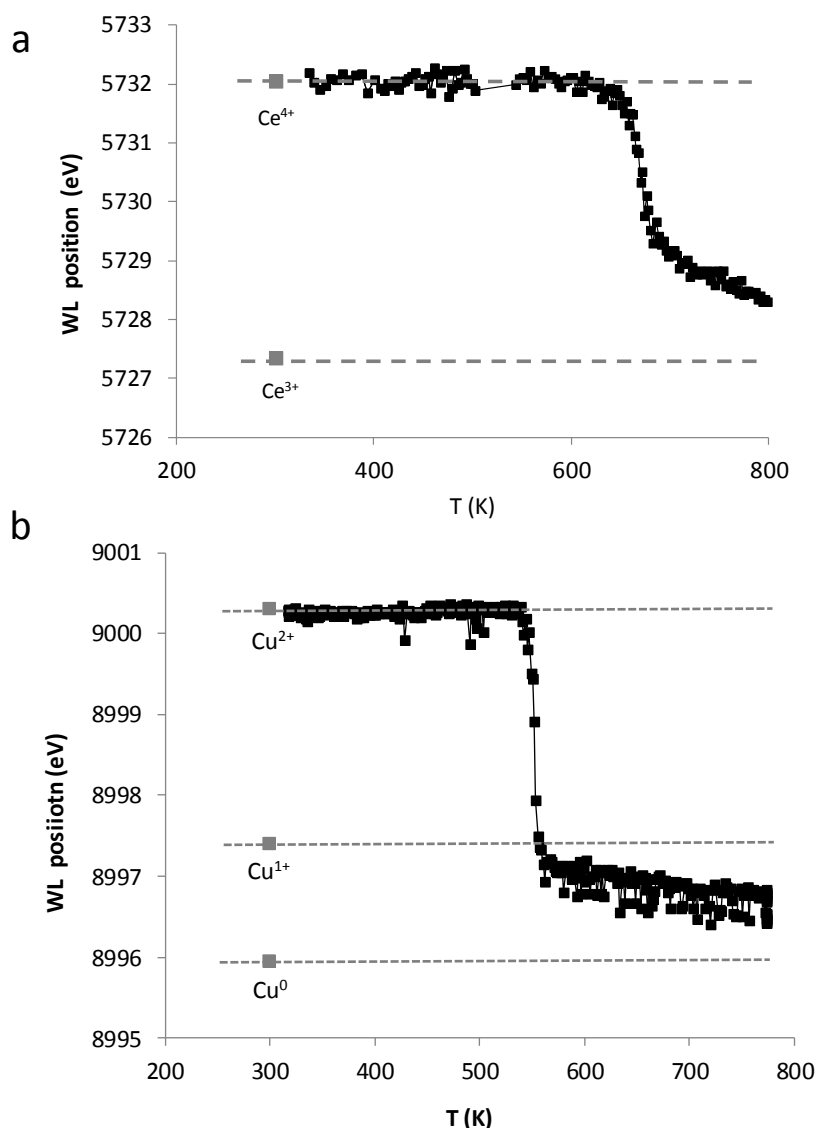 a
5733
5732
5731
5730
5729
5728
5727
5726
WL position (eV)
Ce⁴⁺
Ce³⁺
200 400 600 800
T (K)
b
9001
9000
8999
8998
8997
8996
8995
WL posiiotn (eV)
Cu²⁺
Cu¹⁺
Cu⁰
200 300 400 500 600 700 800
T (K)